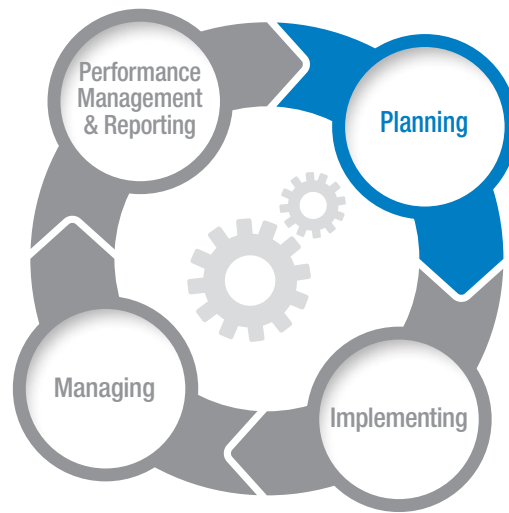 Performance
Management
& Reporting
Planning
Implementing
Managing